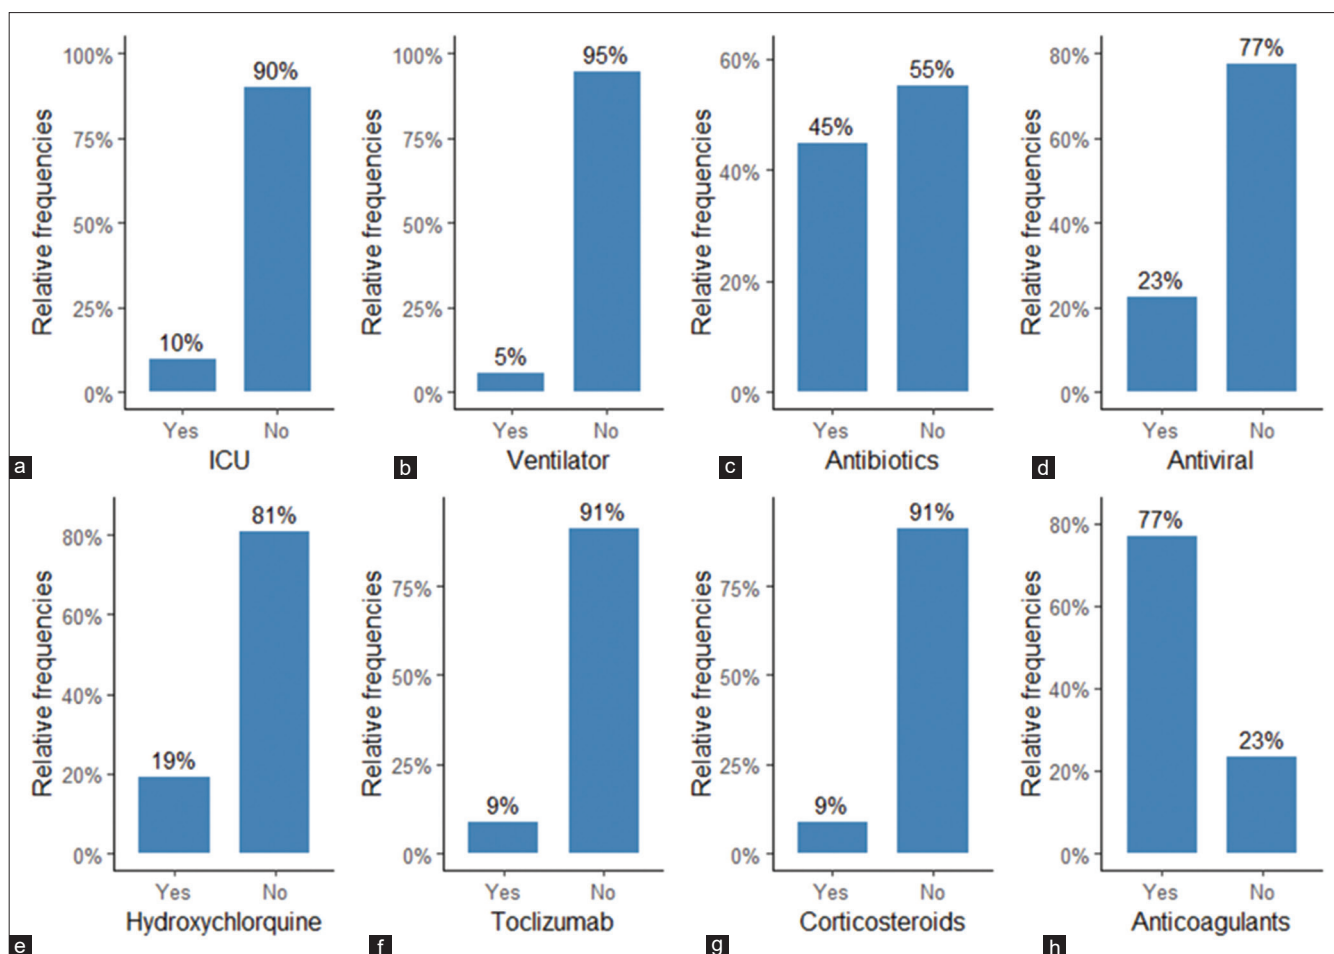 100%
75%
50%
25%
0%
Relative frequencies
10%
90%
Yes No
a
ICU
100%
75%
50%
25%
0%
Relative frequencies
5%
95%
Yes No
b
Ventilator
60%
40%
20%
0%
Relative frequencies
45%
55%
Yes No
c
Antibiotics
80%
60%
40%
20%
0%
Relative frequencies
23%
77%
Yes No
d
Antiviral
80%
60%
40%
20%
0%
Relative frequencies
19%
81%
Yes No
e
Hydroxychlorquine
75%
50%
25%
0%
Relative frequencies
9%
91%
Yes No
f
Toclizumab
75%
50%
25%
0%
Relative frequencies
9%
91%
Yes No
g
Corticosteroids
80%
60%
40%
20%
0%
Relative frequencies
77%
23%
Yes No
h
Anticoagulants